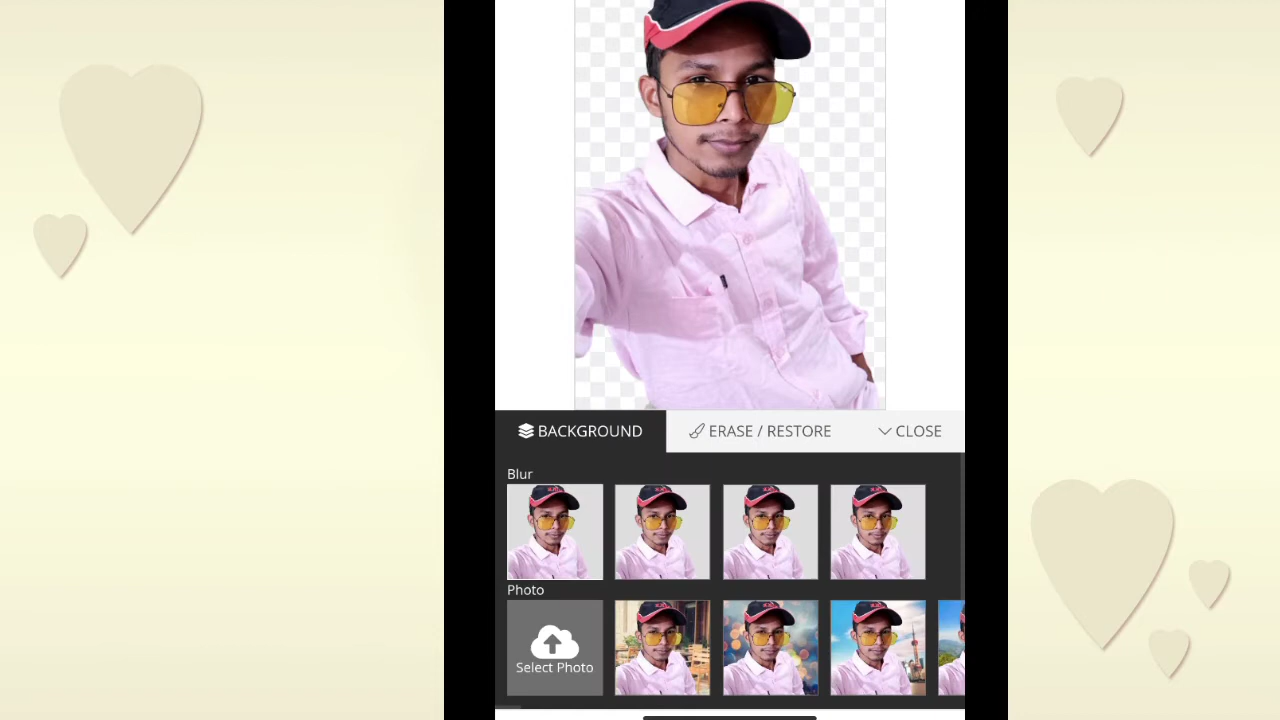 BACKGROUND
ERASE / RESTORE
CLOSE
Blur
Photo
Select Photo